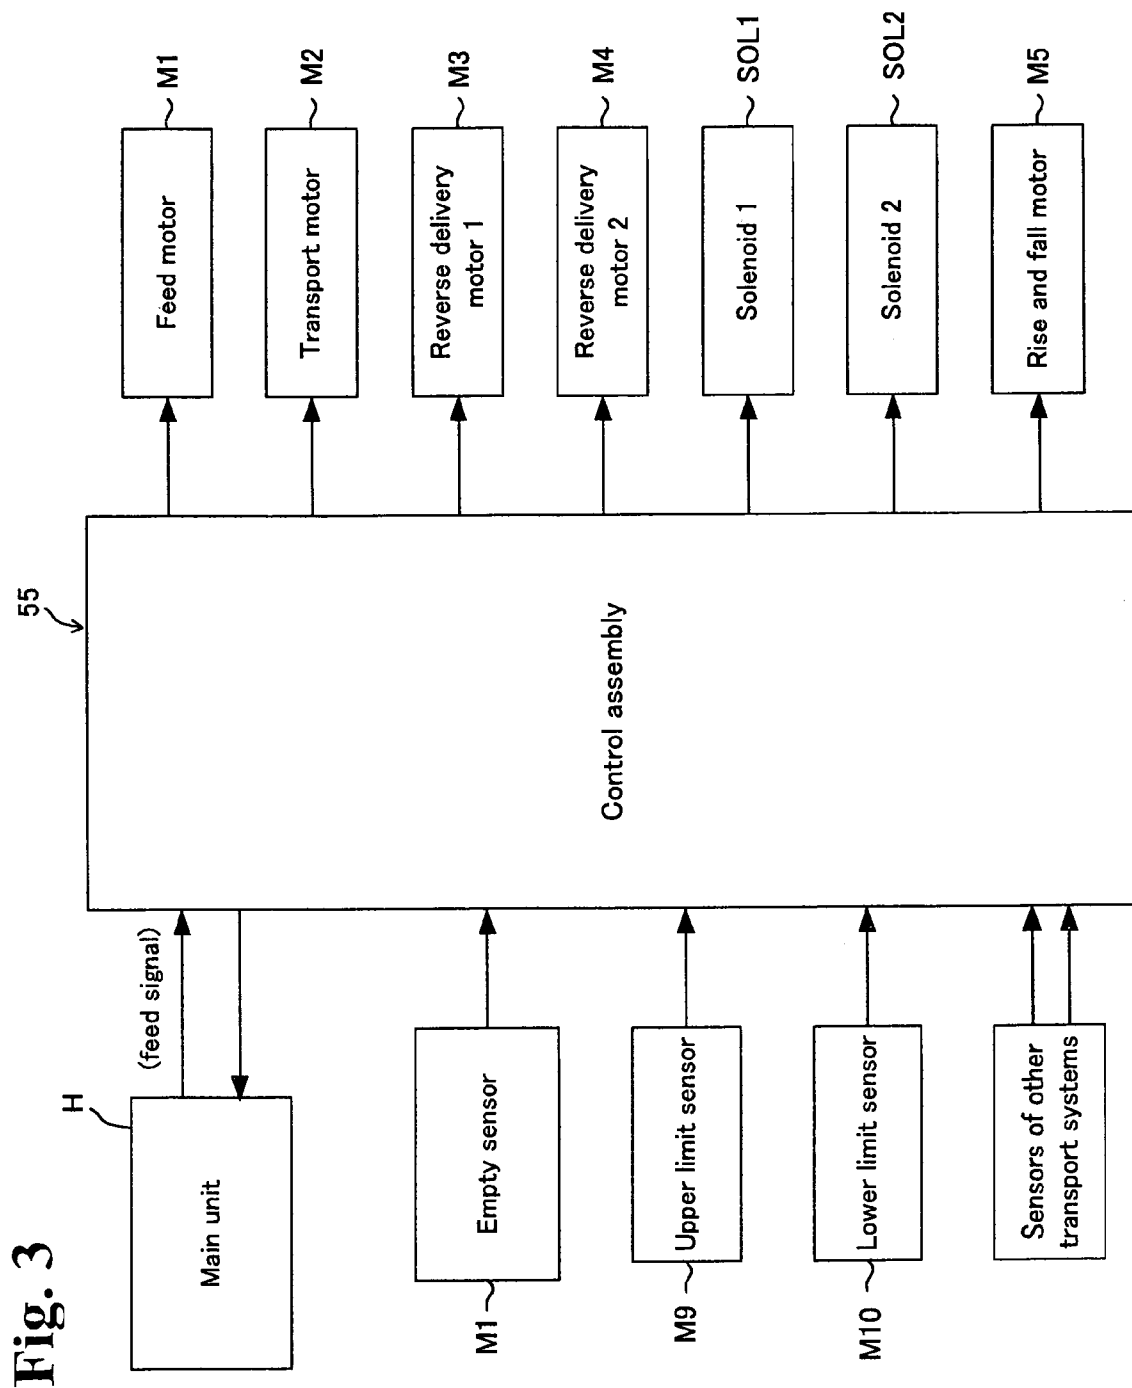 Fig. 3
H
Main unit
(feed signal)
M1
Empty sensor
M9
Upper limit sensor
M10
Lower limit sensor
Sensors of other
transport systems
55
Control assembly
Feed motor
M1
Transport motor
M2
Reverse delivery
motor 1
M3
Reverse delivery
motor 2
M4
Solenoid 1
SOL1
Solenoid 2
SOL2
Rise and fall motor
M5